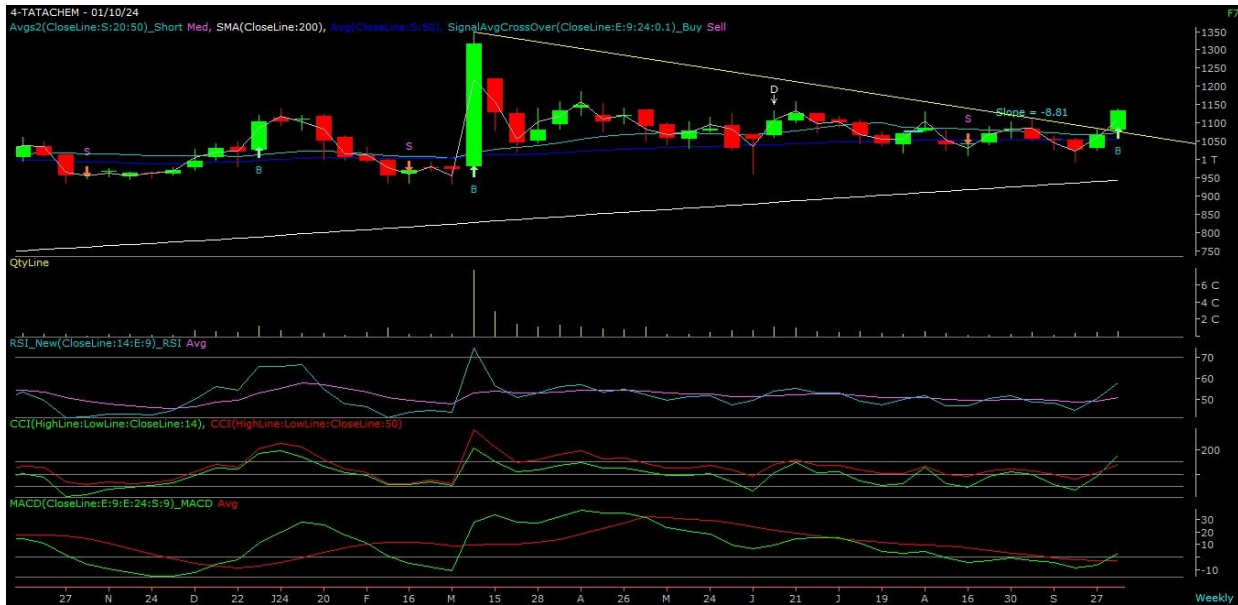 4-TATACHEM - 01/10/24
F7
Avgs2(CloseLine:S:20:50)_Short Med, SMA(CloseLine:200), Avg(CloseLine:S:50), SignalAvgCrossOver(CloseLine:E:9:24:0.1)_Buy Sell
1350
1300
1250
1200
1150
1100
1050
1 T
950
900
850
800
750
S
B
S
B
D
S
Slope = -8.81
B
QtyLine
6 C
4 C
2 C
RSI_New(CloseLine:14:E:9)_RSI Avg
70
60
50
CCI(HighLine:LowLine:CloseLine:14), CCI(HighLine:LowLine:CloseLine:50)
200
MACD(CloseLine:E:9:E:24:S:9)_MACD Avg
30
20
10
-10
27 N 24 D 22 J24 20 F 16 M 15 28 A 26 M 24 J 21 J 19 A 16 30 S 27 Weekly